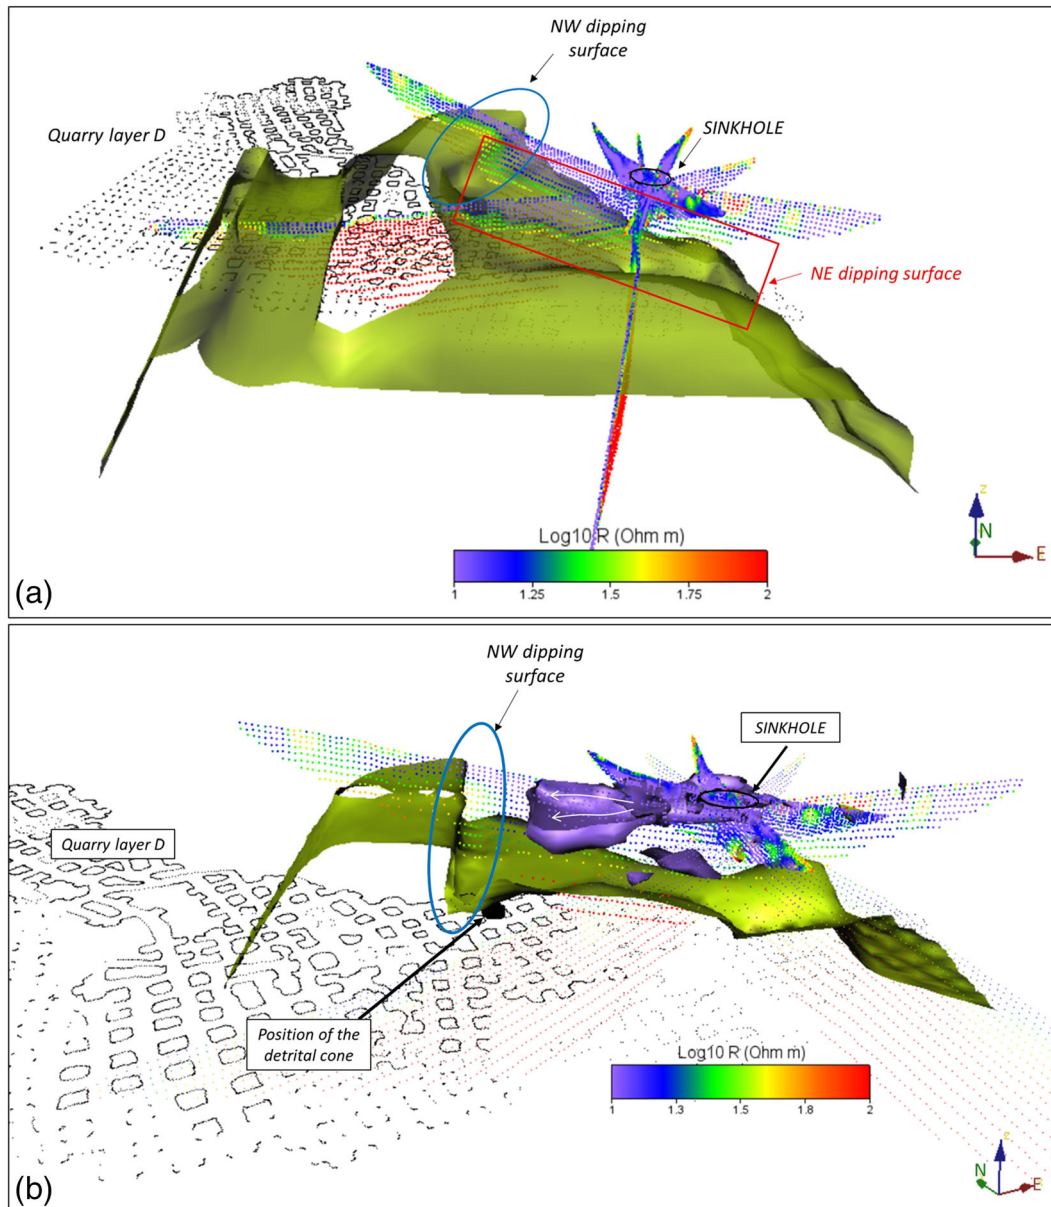 (a)
NW dipping
surface
Quarry layer D
SINKHOLE
NE dipping surface
Log10 R (Ohm m)
1
1.25
1.5
1.75
2
z
N
E
(b)
NW dipping
surface
SINKHOLE
Quarry layer D
Position of the
detrital cone
Log10 R (Ohm m)
1
1.3
1.5
1.8
2
z
N
E